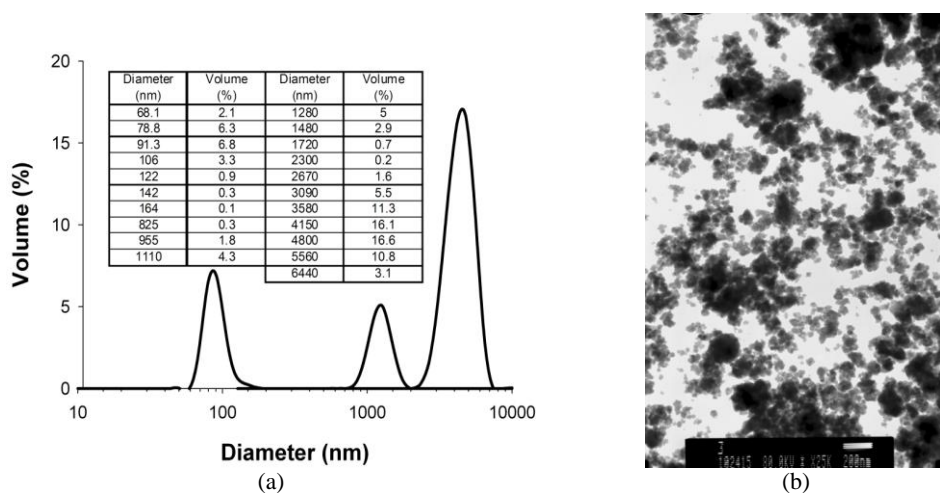 20
15
10
5
0
Volume (%)
Diameter (nm) Volume (%) Diameter (nm) Volume (%)
68.1 2.1 1280 5
78.8 6.3 1480 2.9
91.3 6.8 1720 0.7
106 3.3 2300 0.2
122 0.9 2670 1.6
142 0.3 3090 5.5
164 0.1 3580 11.3
825 0.3 4150 16.1
955 1.8 4800 16.6
1110 4.3 5560 10.8
6440 3.1
10 100 1000 10000
Diameter (nm)
(a)
102415 80.0KV X25K 200nm
(b)